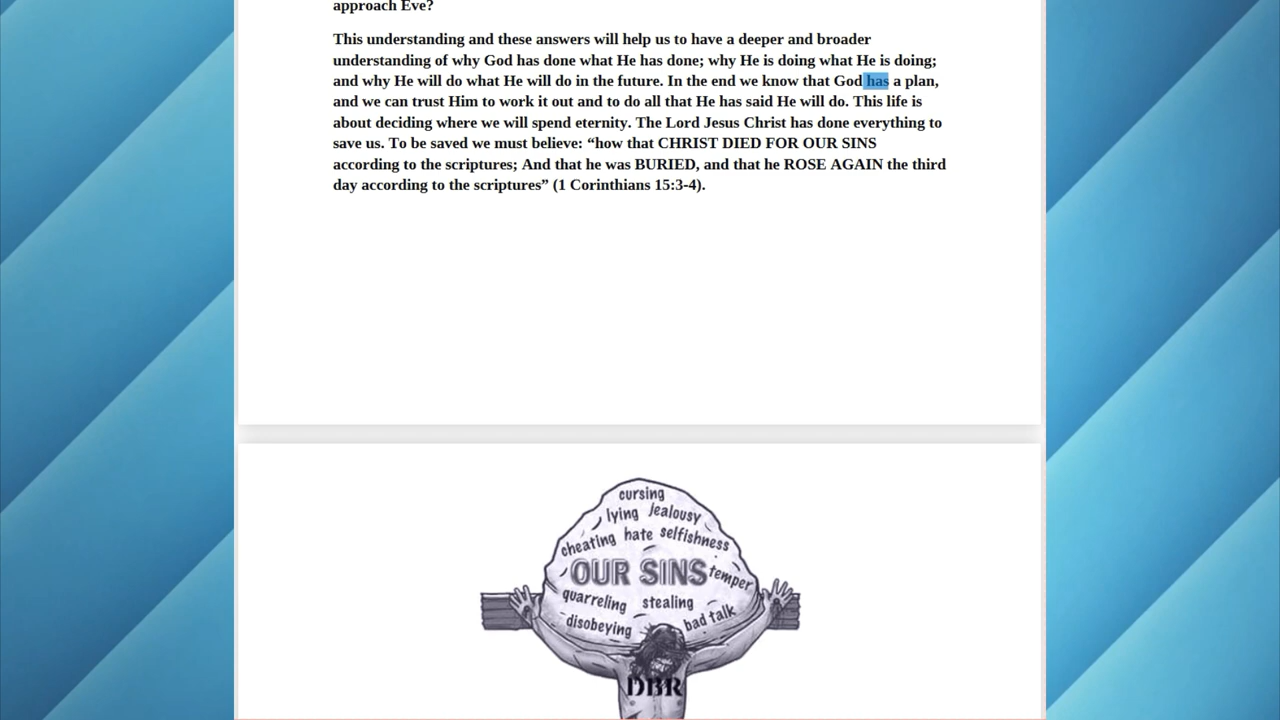 approach Eve?
This understanding and these answers will help us to have a deeper and broader
understanding of why God has done what He has done; why He is doing what He is doing;
and why He will do what He will do in the future. In the end we know that God has a plan,
and we can trust Him to work it out and to do all that He has said He will do. This life is
about deciding where we will spend eternity. The Lord Jesus Christ has done everything to
save us. To be saved we must believe: “how that CHRIST DIED FOR OUR SINS
according to the scriptures; And that he was BURIED, and that he ROSE AGAIN the third
day according to the scriptures” (1 Corinthians 15:3-4).
cursing
lying jealousy
cheating hate selfishness
OUR SINS temper
quarreling stealing
disobeying bad talk
DBR